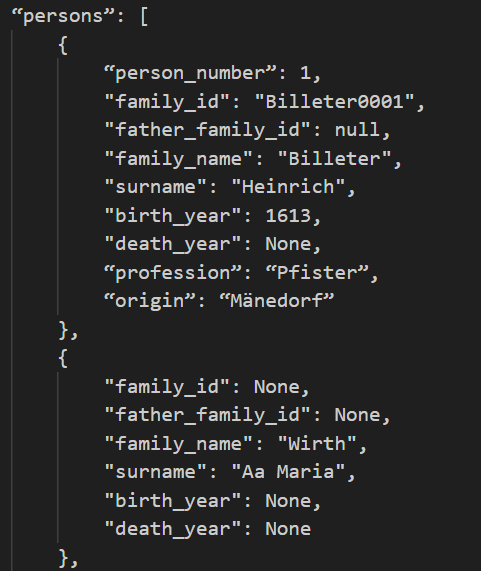 “persons”: [
{
“person_number”: 1,
"family_id": "Billeter0001",
"father_family_id": null,
"family_name": "Billeter",
"surname": "Heinrich",
"birth_year": 1613,
"death_year": None,
“profession”: “Pfister”,
“origin”: “Mänedorf”
},
{
"family_id": None,
"father_family_id": None,
"family_name": "Wirth",
"surname": "Aa Maria",
"birth_year": None,
"death_year": None
},